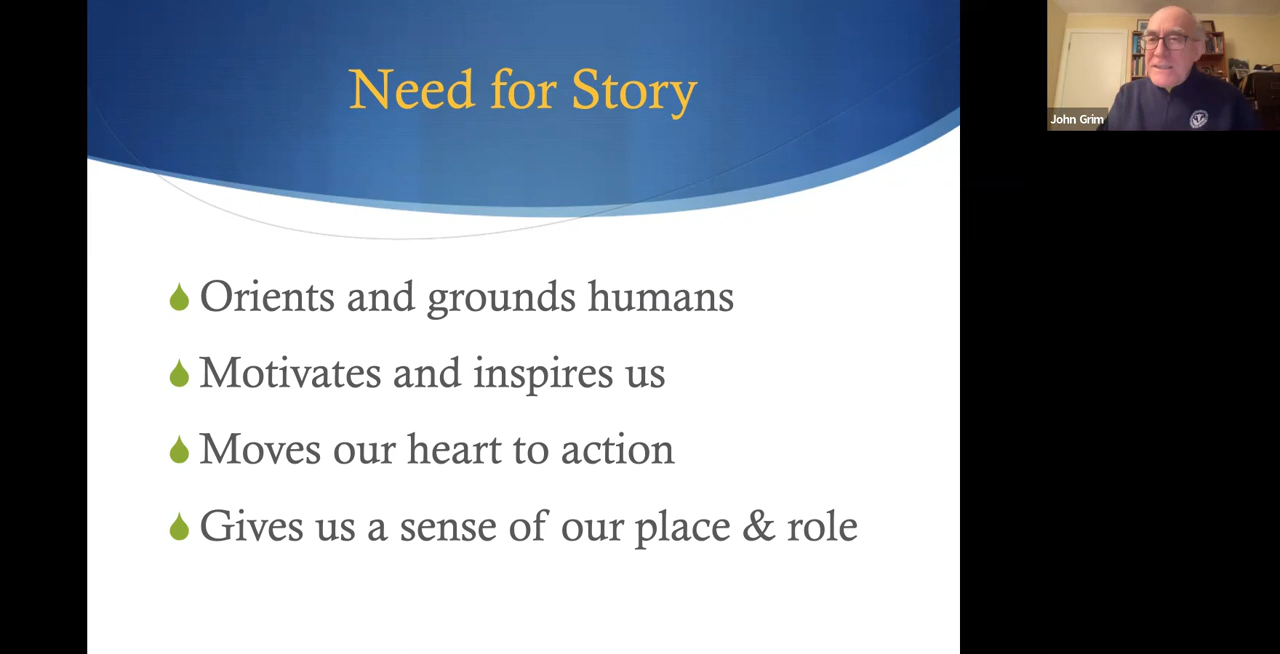 Need for Story
Orients and grounds humans
Motivates and inspires us
Moves our heart to action
Gives us a sense of our place & role
John Grim